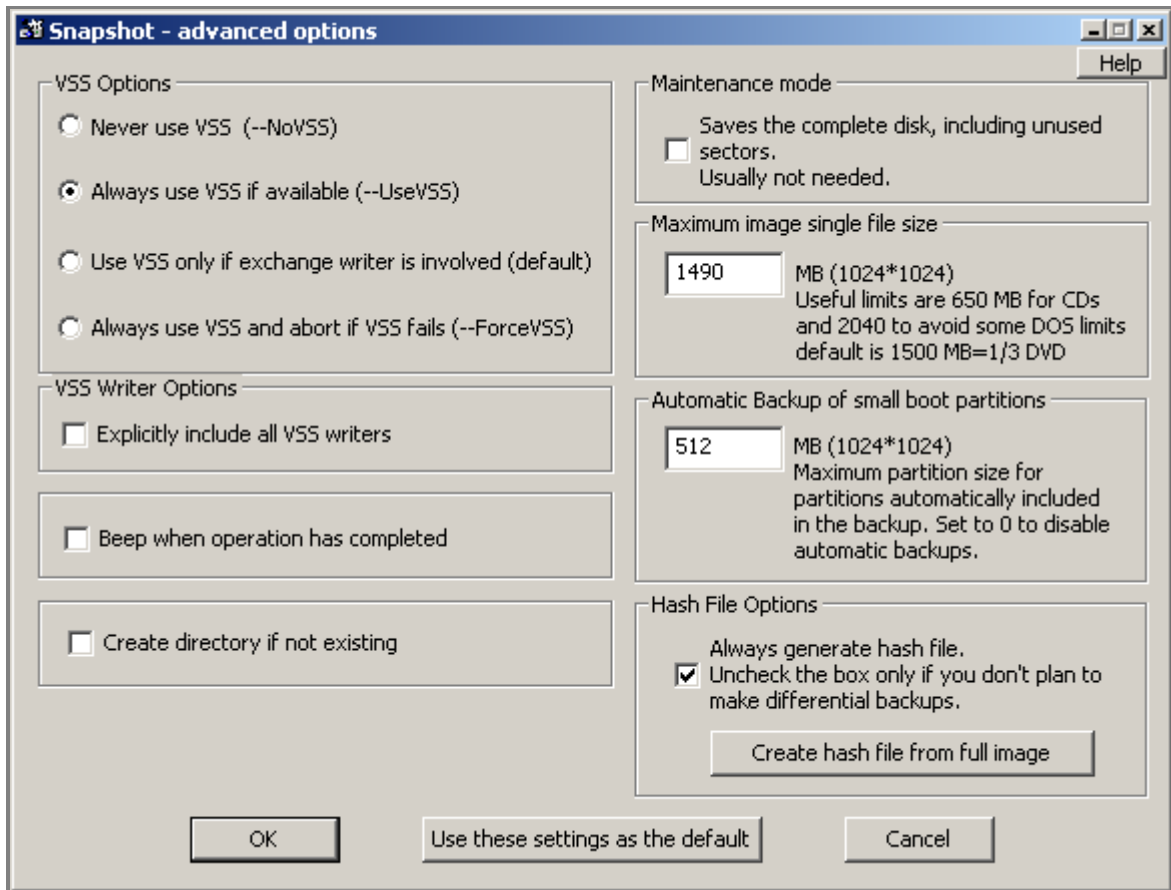 Snapshot - advanced options
Help
VSS Options
Never use VSS (--NoVSS)
Always use VSS if available (--UseVSS)
Use VSS only if exchange writer is involved (default)
Always use VSS and abort if VSS fails (--ForceVSS)
VSS Writer Options
Explicitly include all VSS writers
Beep when operation has completed
Create directory if not existing
Maintenance mode
Saves the complete disk, including unused
sectors.
Usually not needed.
Maximum image single file size
1490 MB (1024*1024)
Useful limits are 650 MB for CDs
and 2040 to avoid some DOS limits
default is 1500 MB=1/3 DVD
Automatic Backup of small boot partitions
512 MB (1024*1024)
Maximum partition size for
partitions automatically included
in the backup. Set to 0 to disable
automatic backups.
Hash File Options
Always generate hash file.
Uncheck the box only if you don't plan to
make differential backups.
Create hash file from full image
OK
Use these settings as the default
Cancel